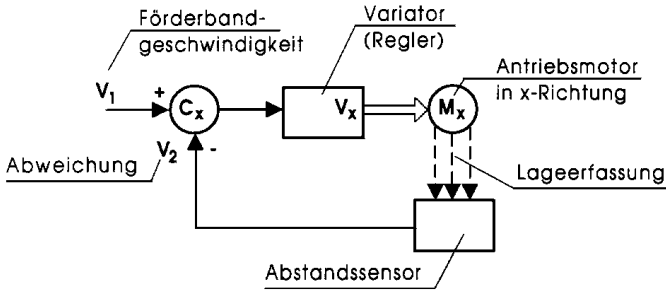 Förderband-
geschwindigkeit
Variator
(Regler)
Antriebsmotor
in x-Richtung
V1
+
Cx
Vx
Mx
V2
-
Abweichung
Lageerfassung
Abstandssensor